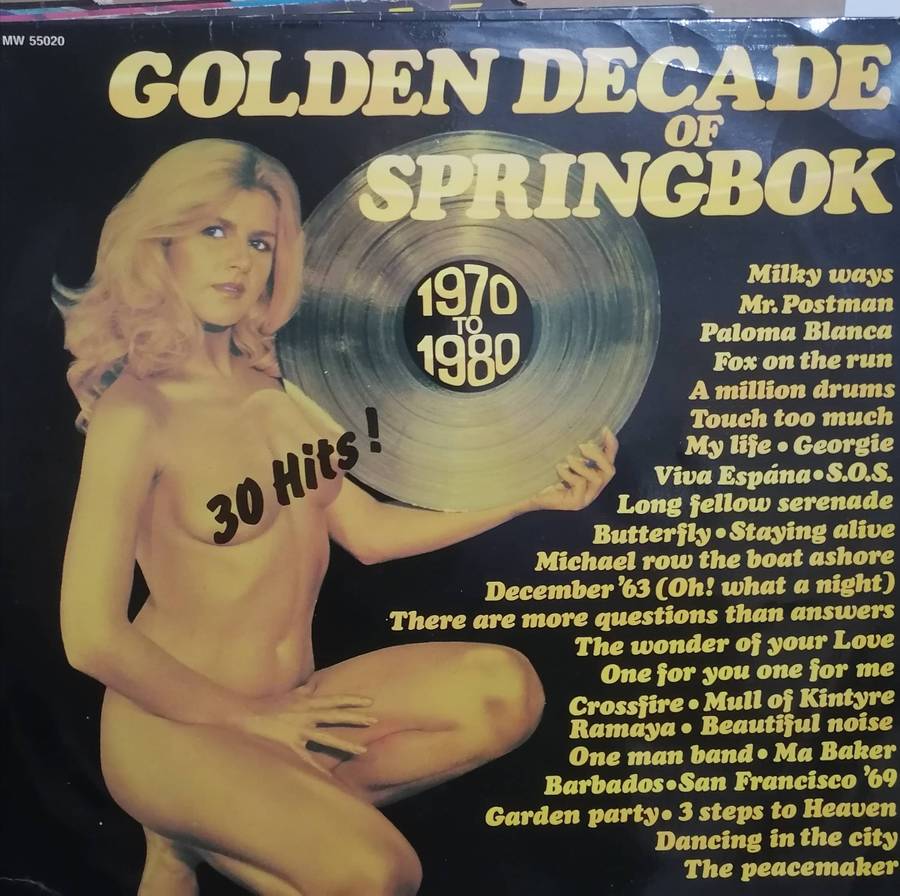 MW 55020
GOLDEN DECADE
OF
SPRINGBOK
1970
TO
1980
30 Hits!
Milky ways
Mr. Postman
Paloma Blanca
Fox on the run
A million drums
Touch too much
My life • Georgie
Viva Espána • S.O.S.
Long fellow serenade
Butterfly • Staying alive
Michael row the boat ashore
December '63 (Oh! what a night)
There are more questions than answers
The wonder of your Love
One for you one for me
Crossfire • Mull of Kintyre
Ramaya • Beautiful noise
One man band • Ma Baker
Barbados • San Francisco '69
Garden party • 3 steps to Heaven
Dancing in the city
The peacemaker